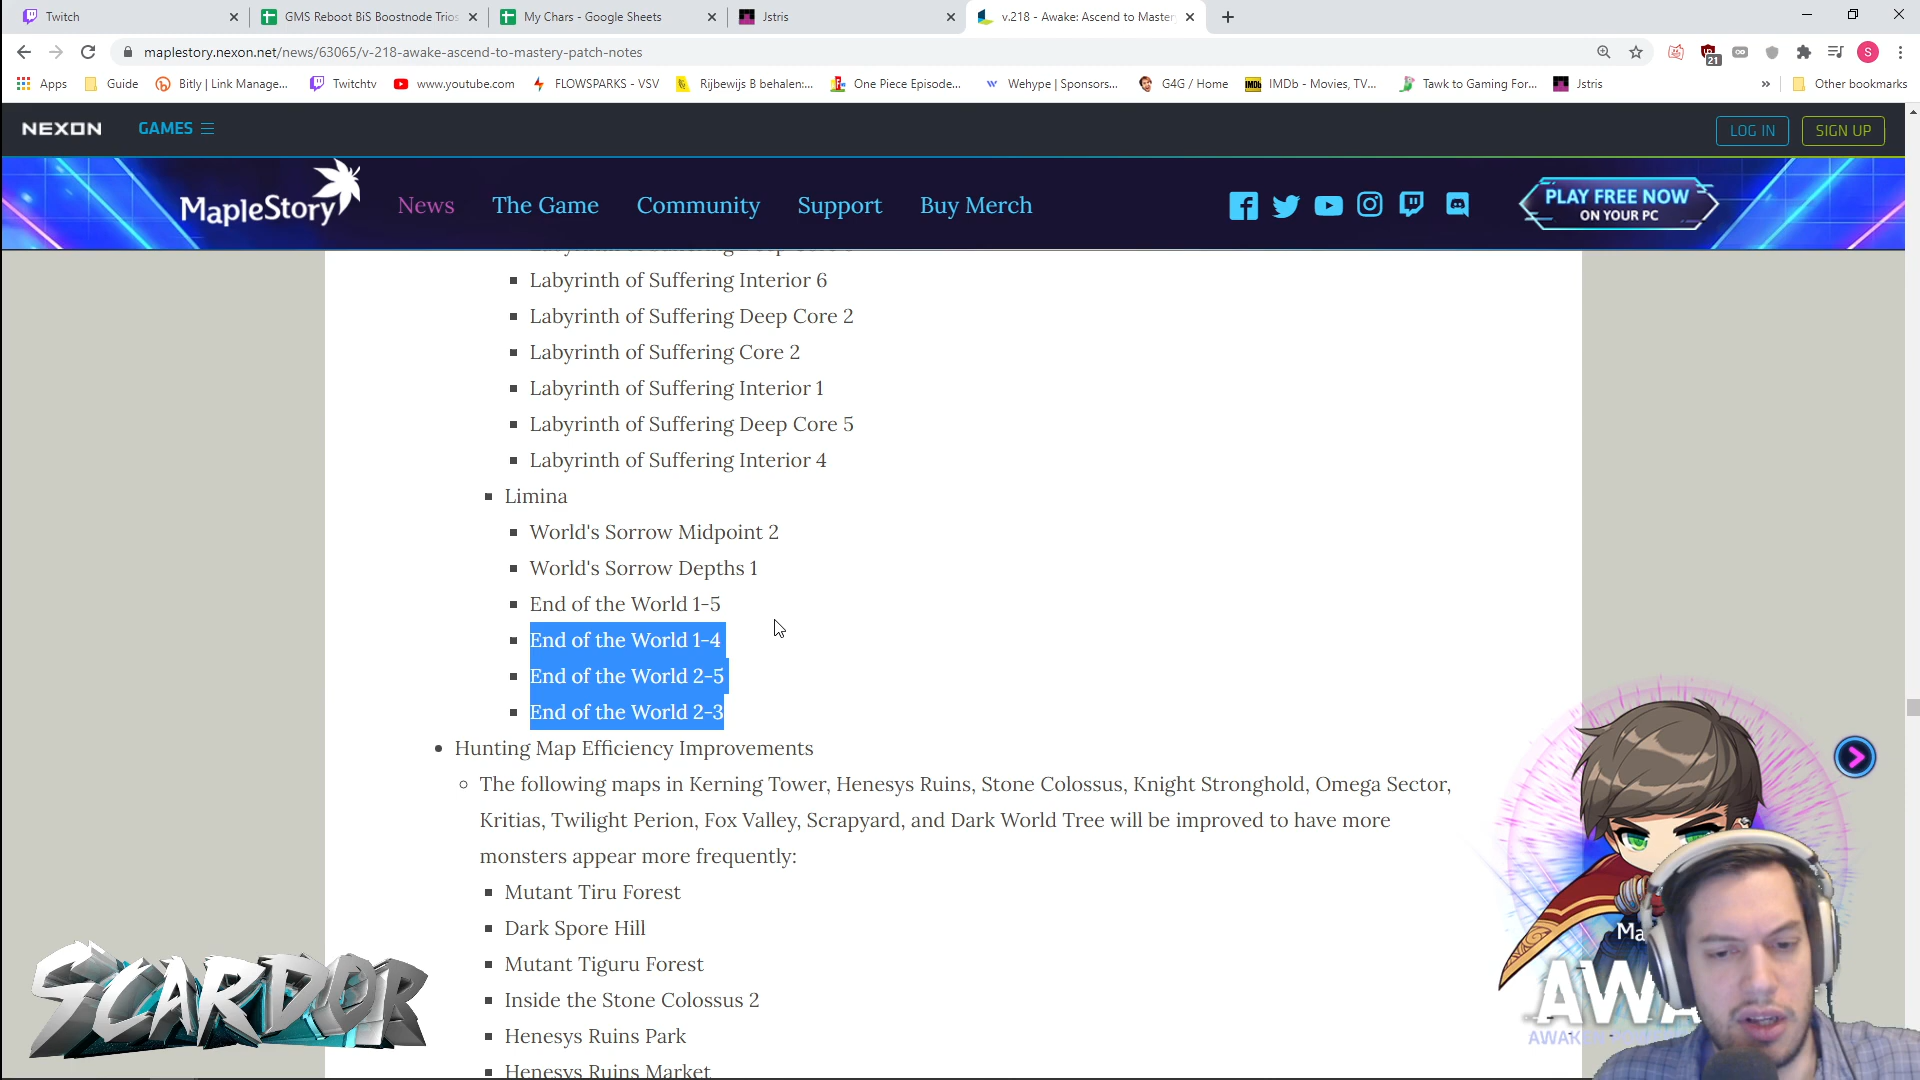 Twitch
GMS Reboot BiS Boostnode Trios
My Chars - Google Sheets
Jstris
v.218 - Awake: Ascend to Master
maplestory.nexon.net/news/63065/v-218-awake-ascend-to-mastery-patch-notes
21
S
Apps
Guide
Bitly | Link Manage...
Twitchtv
www.youtube.com
FLOWSPARKS - VSV
Rijbewijs B behalen:...
One Piece Episode...
Wehype | Sponsors...
G4G / Home
IMDb - Movies, TV...
Tawk to Gaming For...
Jstris
»
Other bookmarks
NEXON
GAMES
LOG IN
SIGN UP
MapleStory
News
The Game
Community
Support
Buy Merch
PLAY FREE NOW
ON YOUR PC
Labyrinth of Suffering Interior 6
Labyrinth of Suffering Deep Core 2
Labyrinth of Suffering Core 2
Labyrinth of Suffering Interior 1
Labyrinth of Suffering Deep Core 5
Labyrinth of Suffering Interior 4
Limina
World's Sorrow Midpoint 2
World's Sorrow Depths 1
End of the World 1-5
End of the World 1-4
End of the World 2-5
End of the World 2-3
Hunting Map Efficiency Improvements
The following maps in Kerning Tower, Henesys Ruins, Stone Colossus, Knight Stronghold, Omega Sector,
Kritias, Twilight Perion, Fox Valley, Scrapyard, and Dark World Tree will be improved to have more
monsters appear more frequently:
Mutant Tiru Forest
Dark Spore Hill
Mutant Tiguru Forest
Inside the Stone Colossus 2
Henesys Ruins Park
Henesys Ruins Market
SCARDOR